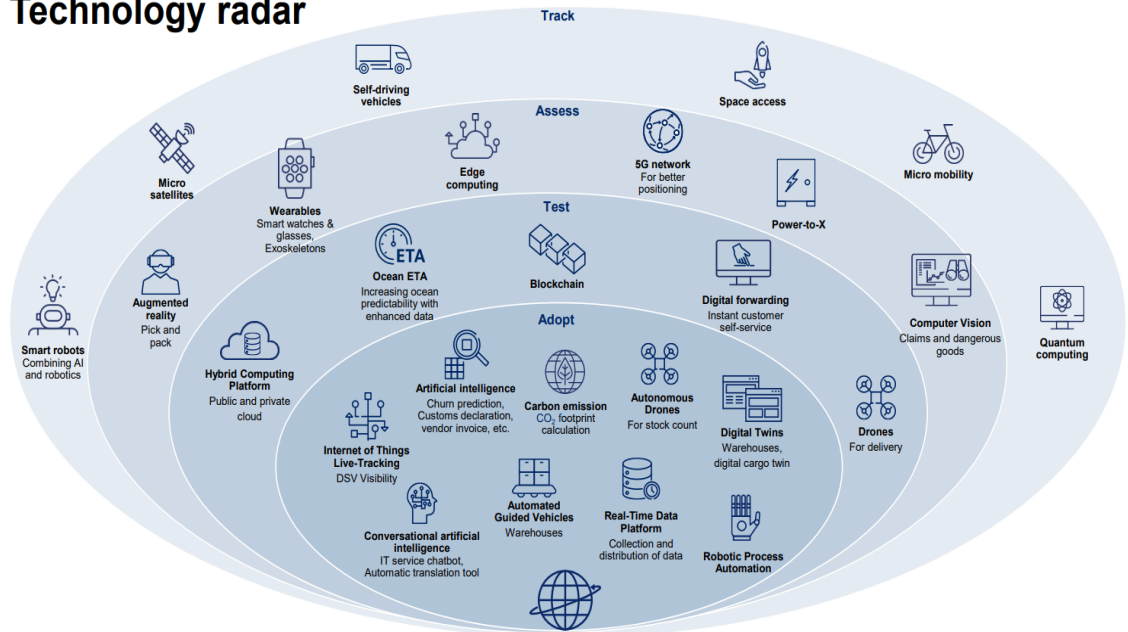 Technology radar
Track
Self-driving
vehicles
Space access
Micro
satellites
Micro mobility
Smart robots
Combining AI
and robotics
Quantum
computing
Assess
Wearables
Smart watches &
glasses,
Exoskeletons
Edge
computing
5G network
For better
positioning
Power-to-X
Augmented
reality
Pick and
pack
Computer Vision
Claims and dangerous
goods
Test
ETA
Ocean ETA
Increasing ocean
predictability with
enhanced data
Blockchain
Digital forwarding
Instant customer
self-service
Hybrid Computing
Platform
Public and private
cloud
Drones
For delivery
Adopt
Artificial intelligence
Churn prediction,
Customs declaration,
vendor invoice, etc.
Carbon emission
CO2 footprint
calculation
Autonomous
Drones
For stock count
Digital Twins
Warehouses,
digital cargo twin
Internet of Things
Live-Tracking
DSV Visibility
Conversational artificial
intelligence
IT service chatbot,
Automatic translation tool
Automated
Guided Vehicles
Warehouses
Real-Time Data
Platform
Collection and
distribution of data
Robotic Process
Automation